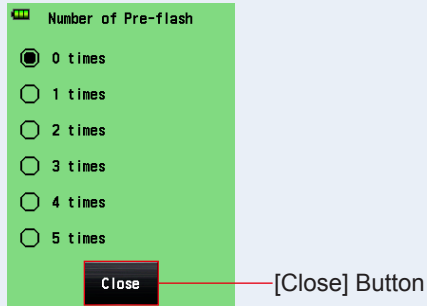 Number of Pre-flash
0 times
1 times
2 times
3 times
4 times
5 times
Close
[Close] Button